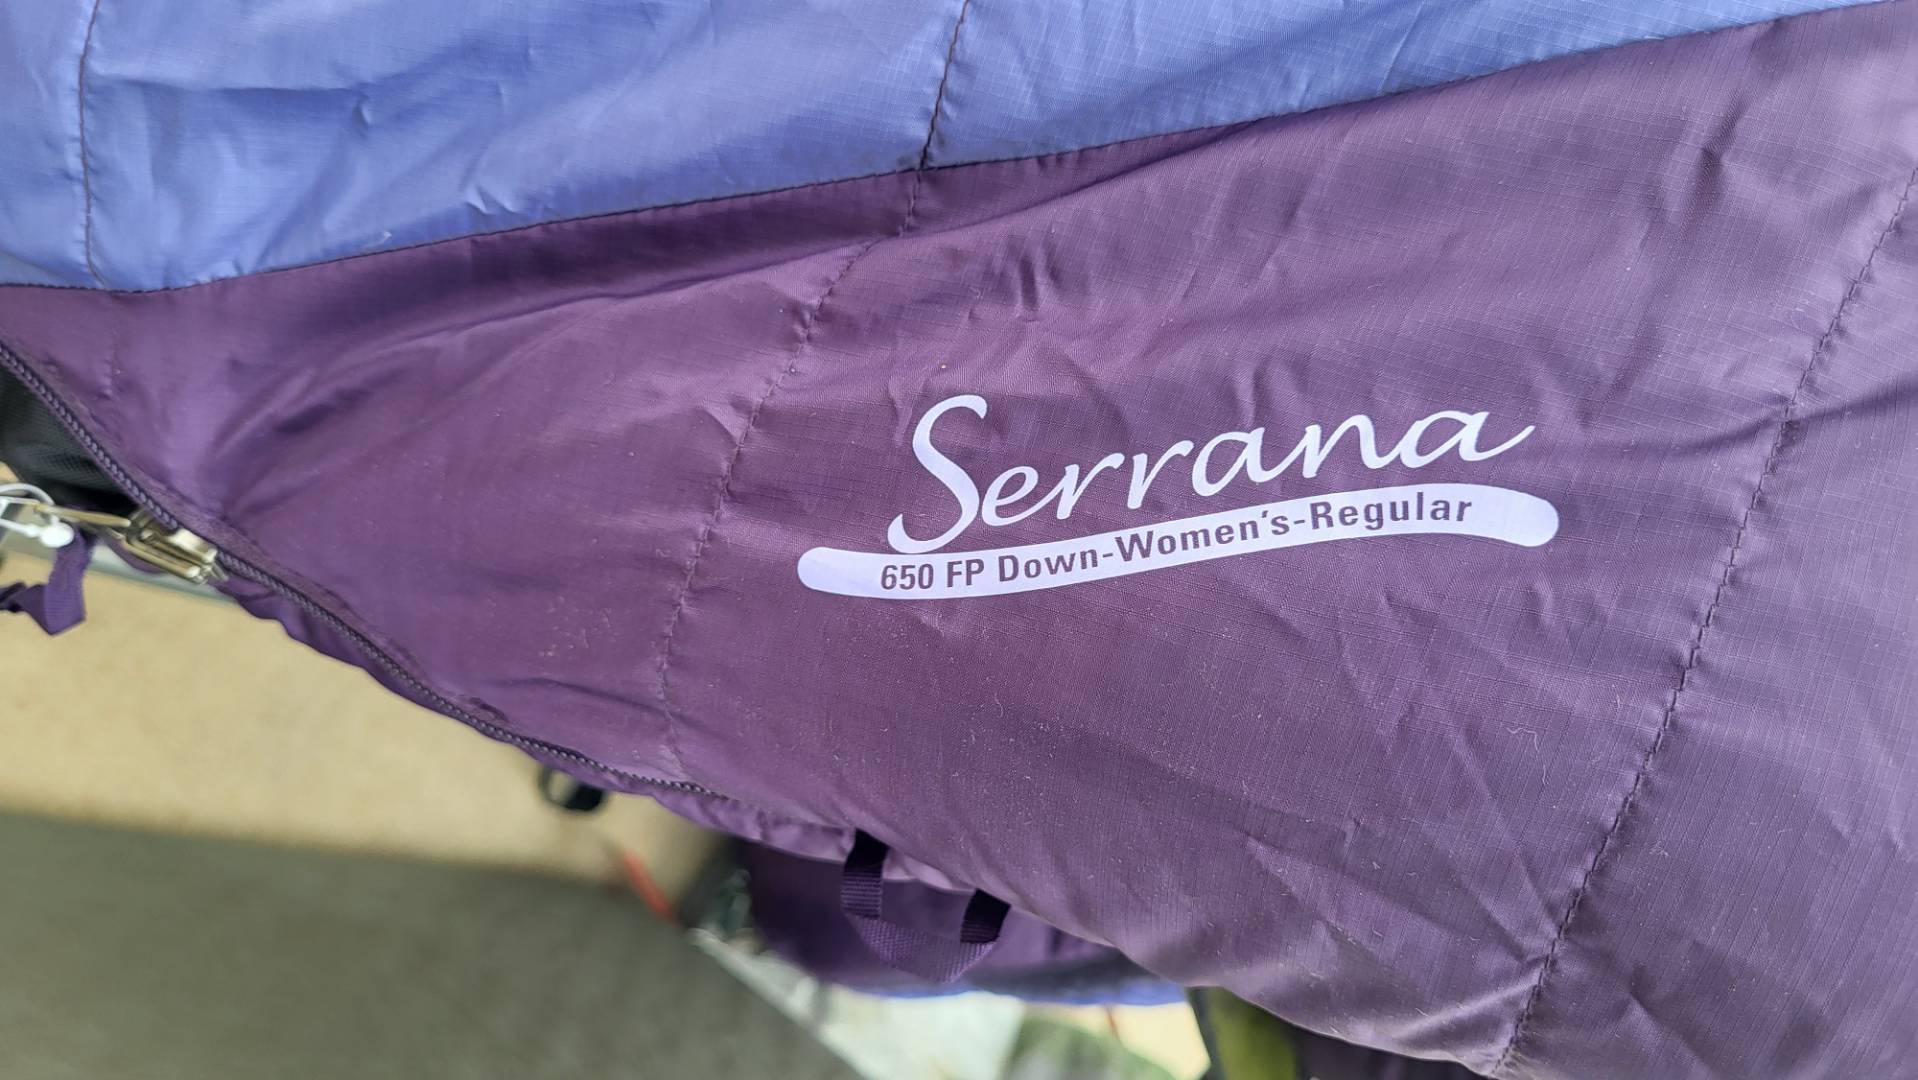 Serrana
650 FP Down-Women's-Regular